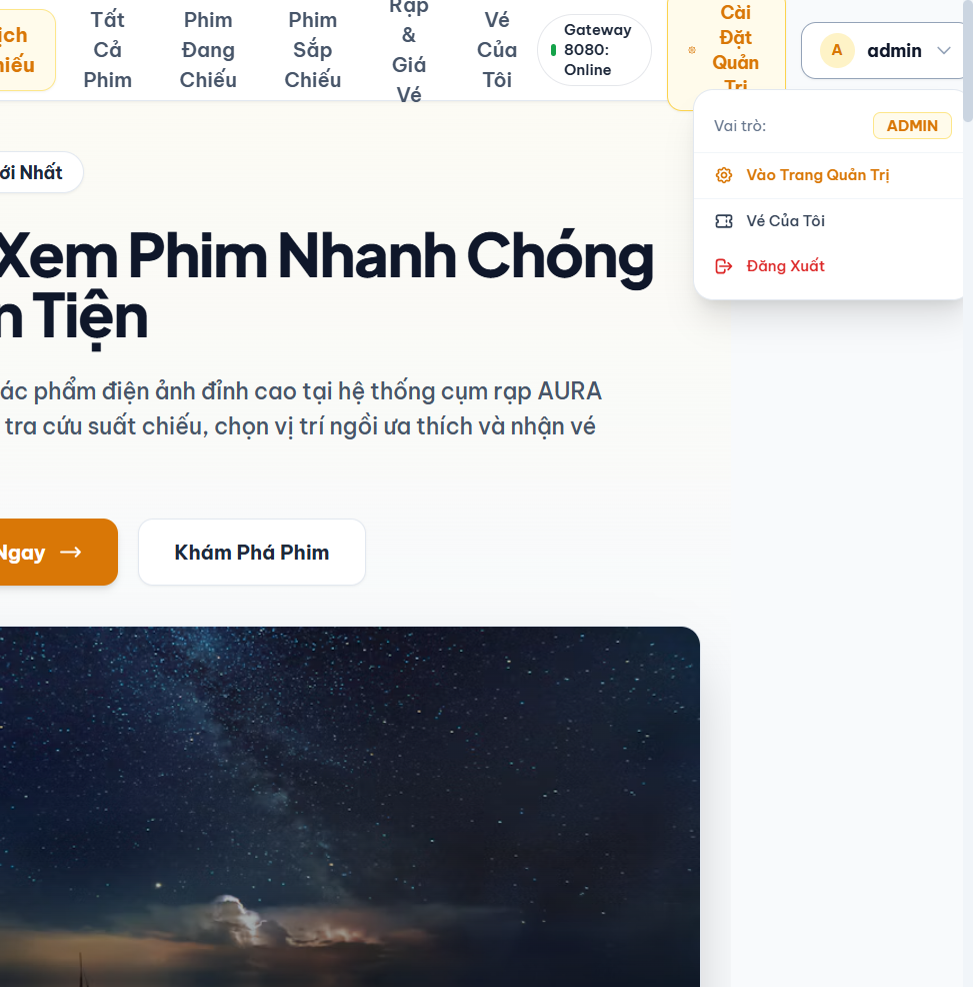 ịch
hiếu
Tất
Cả
Phim
Phim
Đang
Chiếu
Phim
Sắp
Chiếu
Rạp
&
Giá
Vé
Vé
Của
Tôi
Gateway
8080:
Online
Cài
Đặt
Quản
Trị
A admin
Vai trò: ADMIN
Vào Trang Quản Trị
Vé Của Tôi
Đăng Xuất
ới Nhất
Xem Phim Nhanh Chóng
n Tiện
ác phẩm điện ảnh đỉnh cao tại hệ thống cụm rạp AURA
tra cứu suất chiếu, chọn vị trí ngồi ưa thích và nhận vé
Ngay →
Khám Phá Phim